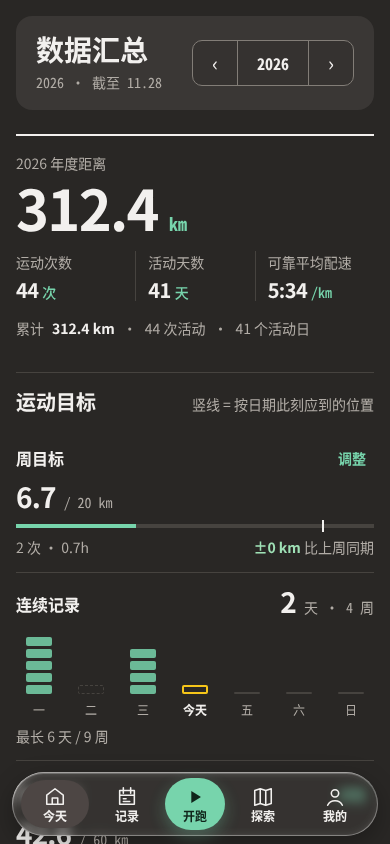 数据汇总
2026 • 截至 11.28
‹ 2026 ›
2026 年度距离
312.4 km
运动次数 活动天数 可靠平均配速
44 次 41 天 5:34 /km
累计 312.4 km • 44 次活动 • 41 个活动日
运动目标 竖线 = 按日期此刻应到的位置
周目标 调整
6.7 / 20 km
2 次 • 0.7h ±0 km 比上周同期
连续记录 2 天 • 4 周
一 二 三 今天 五 六 日
最长 6 天 / 9 周
42.6 / 60 km
今天 记录 开跑 探索 我的